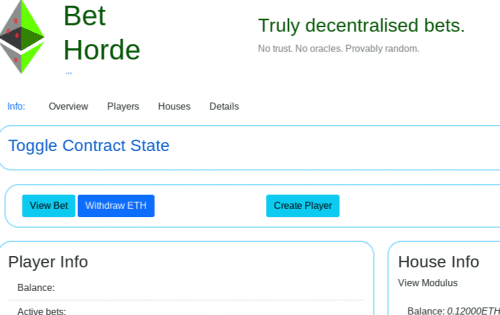 Bet
Horde
Truly decentralised bets.
No trust. No oracles. Provably random.
Info: Overview Players Houses Details
Toggle Contract State
View Bet Withdraw ETH Create Player
Player Info
House Info
Balance:
View Modulus
Active bets:
Balance: 0.12000ETH